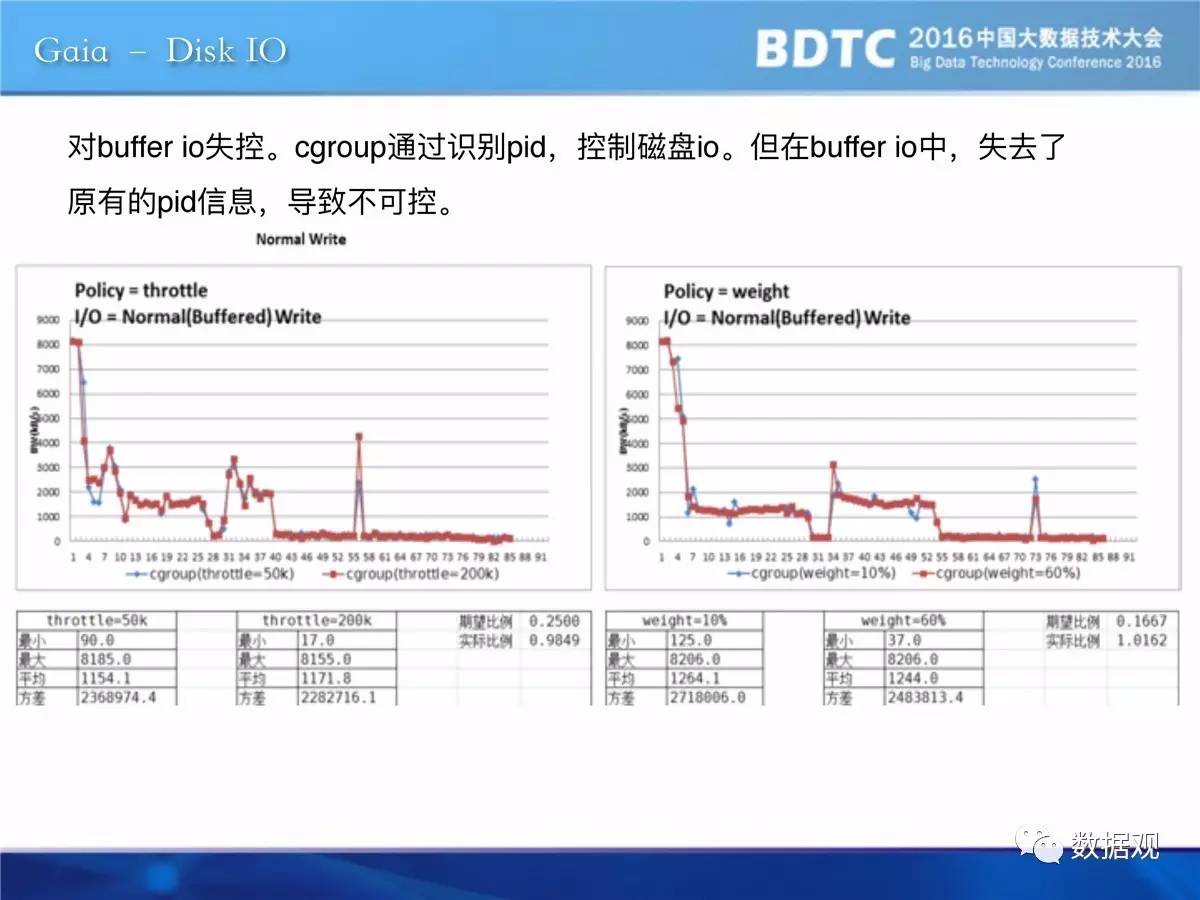 Gaia – Disk IO
BDTC 2016中国大数据技术大会
Big Data Technology Conference 2016
对buffer io失控。cgroup通过识别pid，控制磁盘io。但在buffer io中，失去了
原有的pid信息，导致不可控。
Normal Write
Policy = throttle
I/O = Normal(Buffered) Write
BW(kB/s)
9000
8000
7000
6000
5000
4000
3000
2000
1000
0
1 4 7 10 13 16 19 22 25 28 31 34 37 40 43 46 49 52 55 58 61 64 67 70 73 76 79 82 85 88 91
cgroup(throttle=50k) cgroup(throttle=200k)
Policy = weight
I/O = Normal(Buffered) Write
BW(kB/s)
9000
8000
7000
6000
5000
4000
3000
2000
1000
0
1 4 7 10 13 16 19 22 25 28 31 34 37 40 43 46 49 52 55 58 61 64 67 70 73 76 79 82 85 88 91
cgroup(weight=10%) cgroup(weight=60%)
throttle=50k throttle=200k 期望比例 0.2500
最小 90.0 最小 17.0 实际比例 0.9849
最大 8185.0 最大 8155.0
平均 1154.1 平均 1171.8
方差 2368974.4 方差 2282716.1
weight=10% weight=60% 期望比例 0.1667
最小 125.0 最小 37.0 实际比例 1.0162
最大 8206.0 最大 8206.0
平均 1264.1 平均 1244.0
方差 2718006.0 方差 2483813.4
数据观